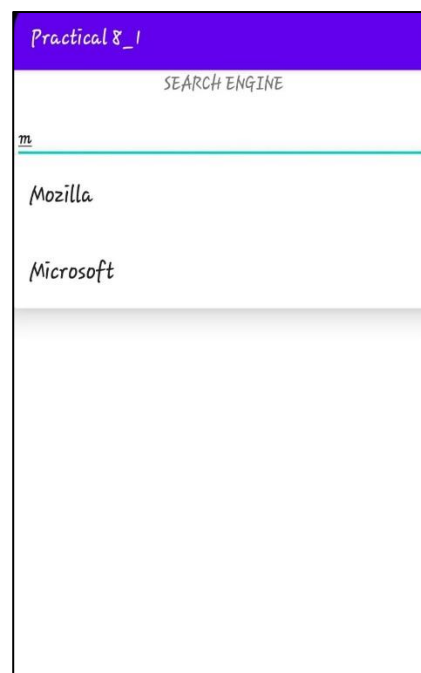 Practical 8_1
SEARCH ENGINE
m
Mozilla
Microsoft